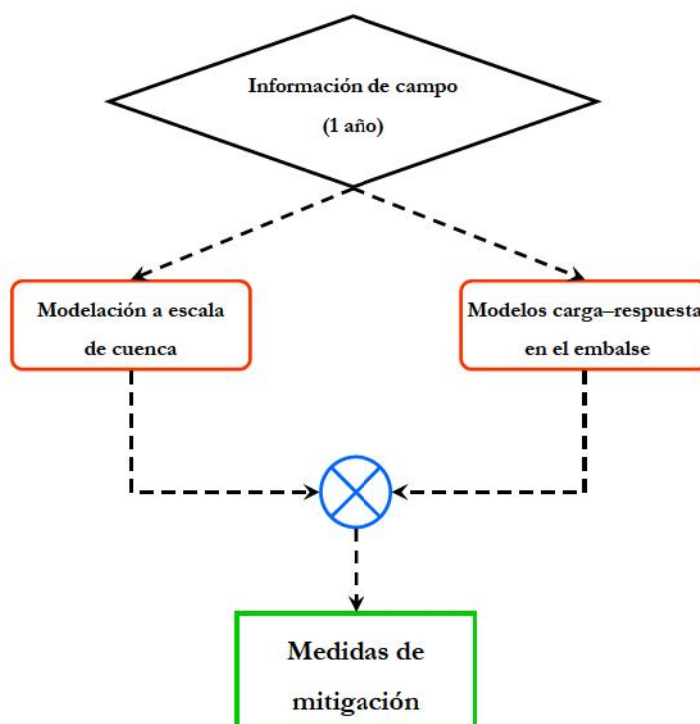 Información de campo
(1 año)
Modelación a escala
de cuenca
Modelos carga–respuesta
en el embalse
Medidas de
mitigación